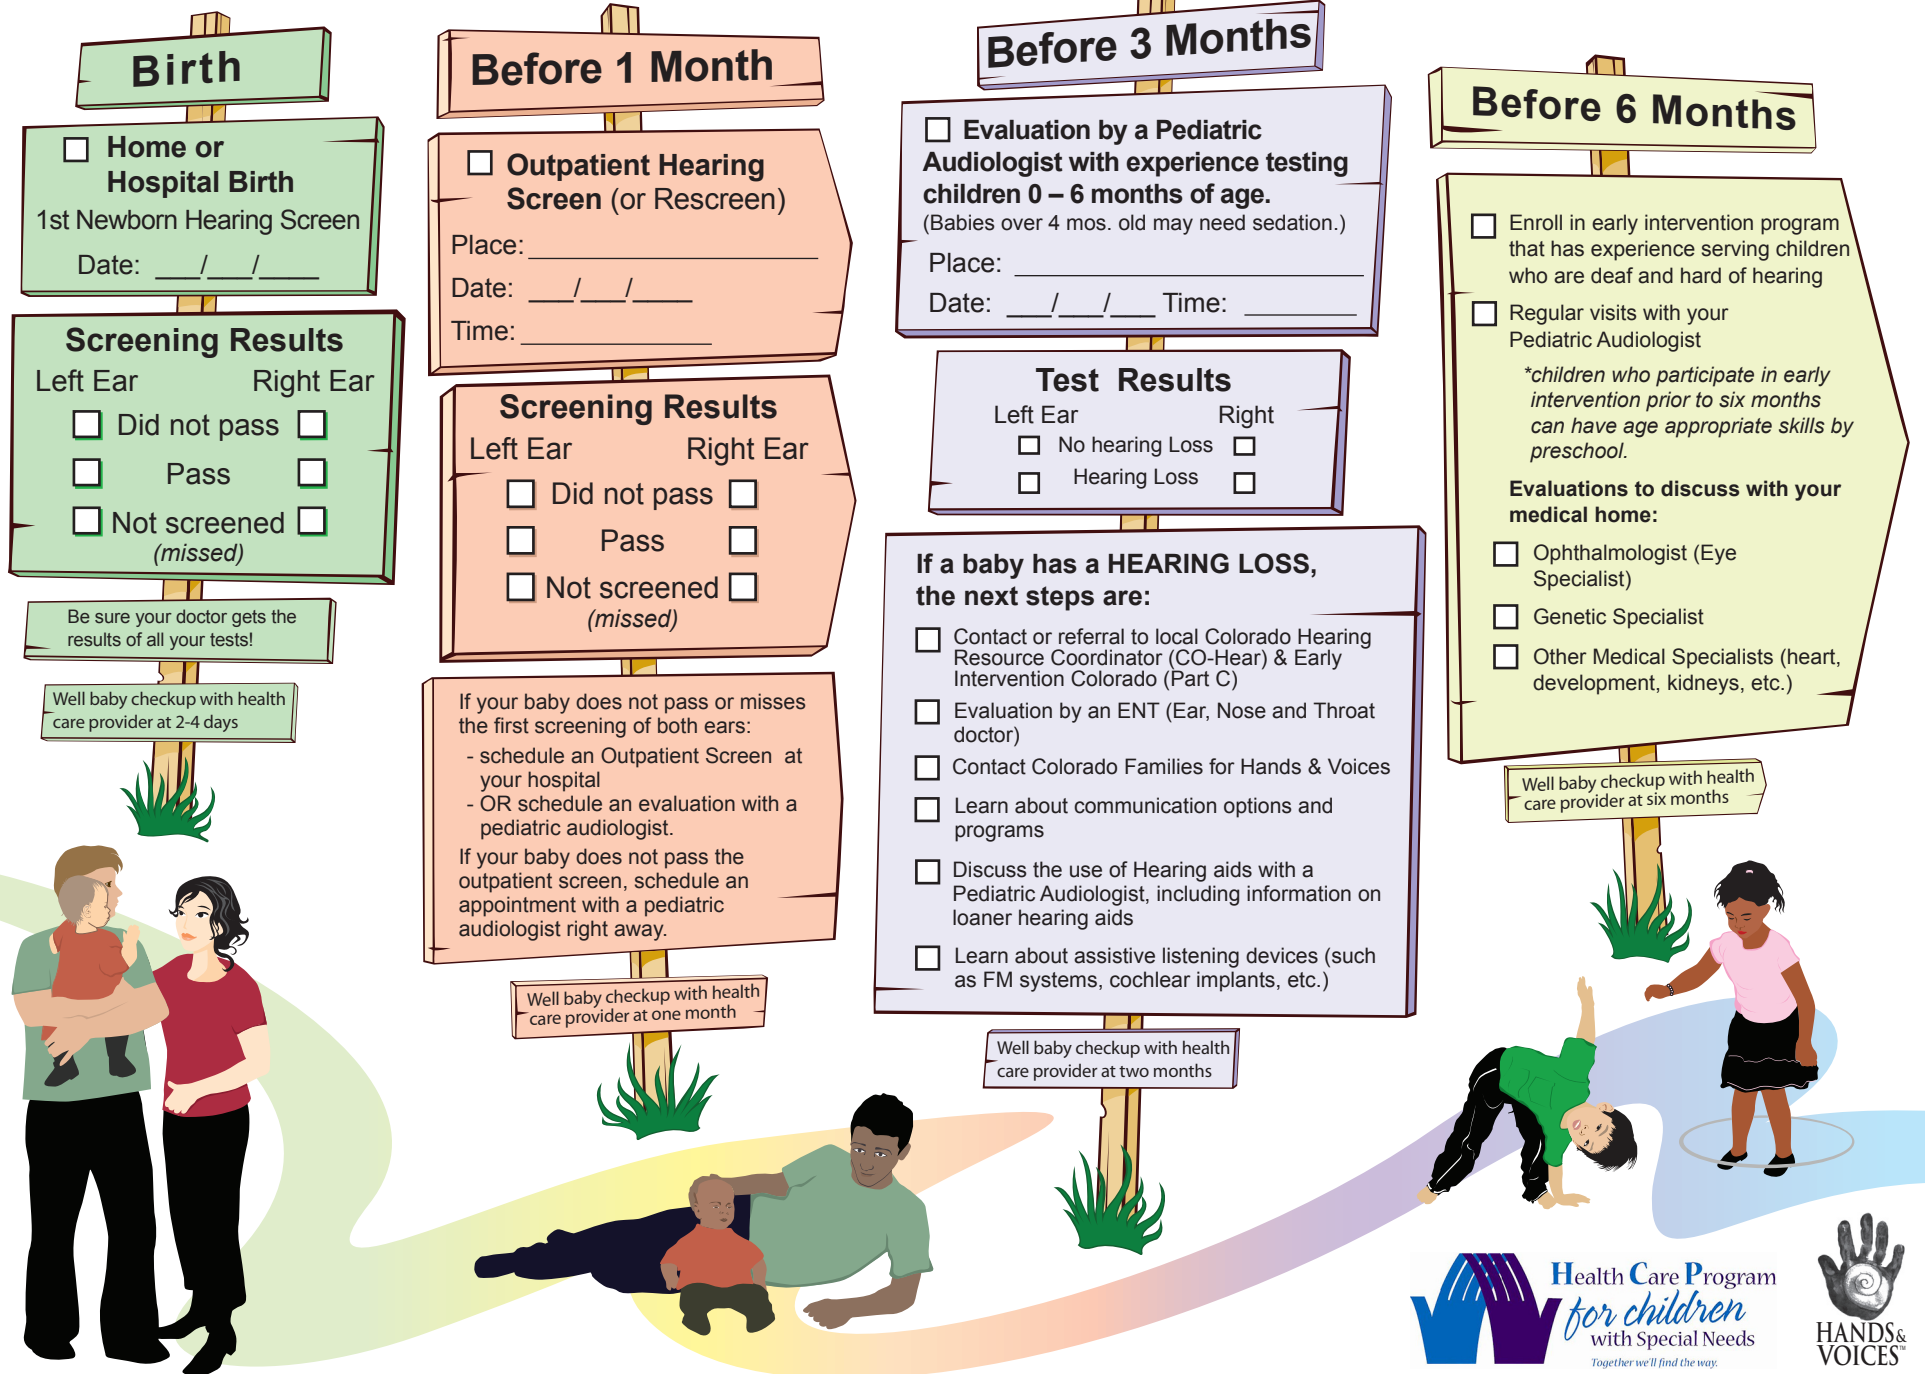 Birth
Home or
Hospital Birth
1st Newborn Hearing Screen
Date: ___/___/____
Screening Results
Left Ear Right Ear
Did not pass
Pass
Not screened
(missed)
Be sure your doctor gets the
results of all your tests!
Well baby checkup with health
care provider at 2-4 days
Before 1 Month
Outpatient Hearing
Screen (or Rescreen)
Place: ____________________
Date: ___/___/____
Time: _____________
Screening Results
Left Ear Right Ear
Did not pass
Pass
Not screened
(missed)
If your baby does not pass or misses
the first screening of both ears:
- schedule an Outpatient Screen at
your hospital
- OR schedule an evaluation with a
pediatric audiologist.
If your baby does not pass the
outpatient screen, schedule an
appointment with a pediatric
audiologist right away.
Well baby checkup with health
care provider at one month
Before 3 Months
Evaluation by a Pediatric
Audiologist with experience testing
children 0 – 6 months of age.
(Babies over 4 mos. old may need sedation.)
Place: ________________________
Date: ___/___/___ Time: ________
Test Results
Left Ear Right
No hearing Loss
Hearing Loss
If a baby has a HEARING LOSS,
the next steps are:
Contact or referral to local Colorado Hearing
Resource Coordinator (CO-Hear) & Early
Intervention Colorado (Part C)
Evaluation by an ENT (Ear, Nose and Throat
doctor)
Contact Colorado Families for Hands & Voices
Learn about communication options and
programs
Discuss the use of Hearing aids with a
Pediatric Audiologist, including information on
loaner hearing aids
Learn about assistive listening devices (such
as FM systems, cochlear implants, etc.)
Well baby checkup with health
care provider at two months
Before 6 Months
Enroll in early intervention program
that has experience serving children
who are deaf and hard of hearing
Regular visits with your
Pediatric Audiologist
*children who participate in early
intervention prior to six months
can have age appropriate skills by
preschool.
Evaluations to discuss with your
medical home:
Ophthalmologist (Eye
Specialist)
Genetic Specialist
Other Medical Specialists (heart,
development, kidneys, etc.)
Well baby checkup with health
care provider at six months
Health Care Program
for children
with Special Needs
Together we'll find the way.
HANDS &
VOICES™